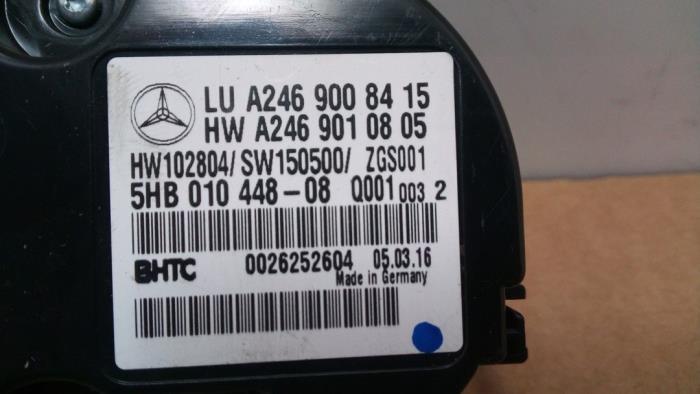 LU A246 900 84 15
HW A246 901 08 05
HW102804/ SW150500/ ZGS001
5HB 010 448-08 Q001 003 2
BHTC 0026252604 05.03.16
Made in Germany